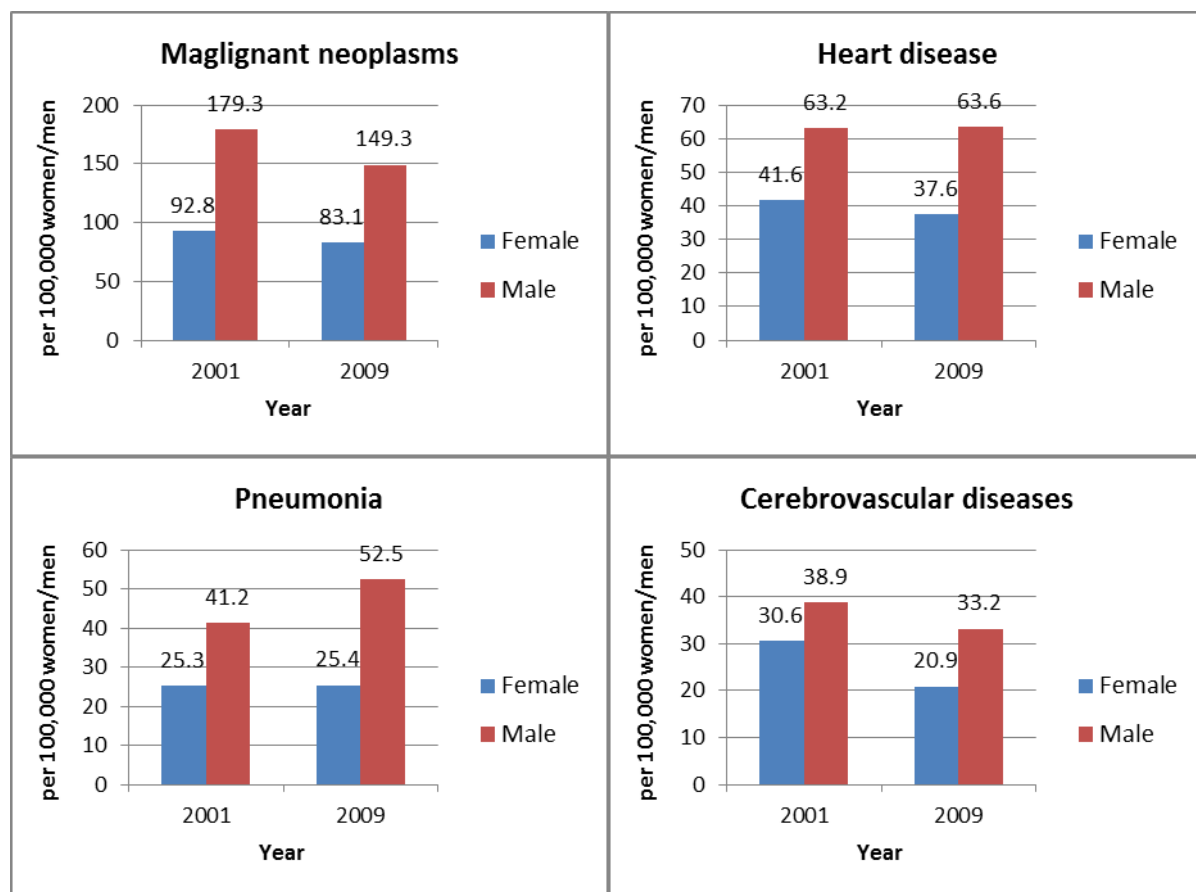 Maglignant neoplasms
per 100,000 women/men
200
150
100
50
0
92.8
179.3
83.1
149.3
2001
2009
Year
Female
Male
Heart disease
per 100,000 women/men
70
60
50
40
30
20
10
0
41.6
63.2
37.6
63.6
2001
2009
Year
Female
Male
Pneumonia
per 100,000 women/men
60
50
40
30
20
10
0
25.3
41.2
25.4
52.5
2001
2009
Year
Female
Male
Cerebrovascular diseases
per 100,000 women/men
50
40
30
20
10
0
30.6
38.9
20.9
33.2
2001
2009
Year
Female
Male